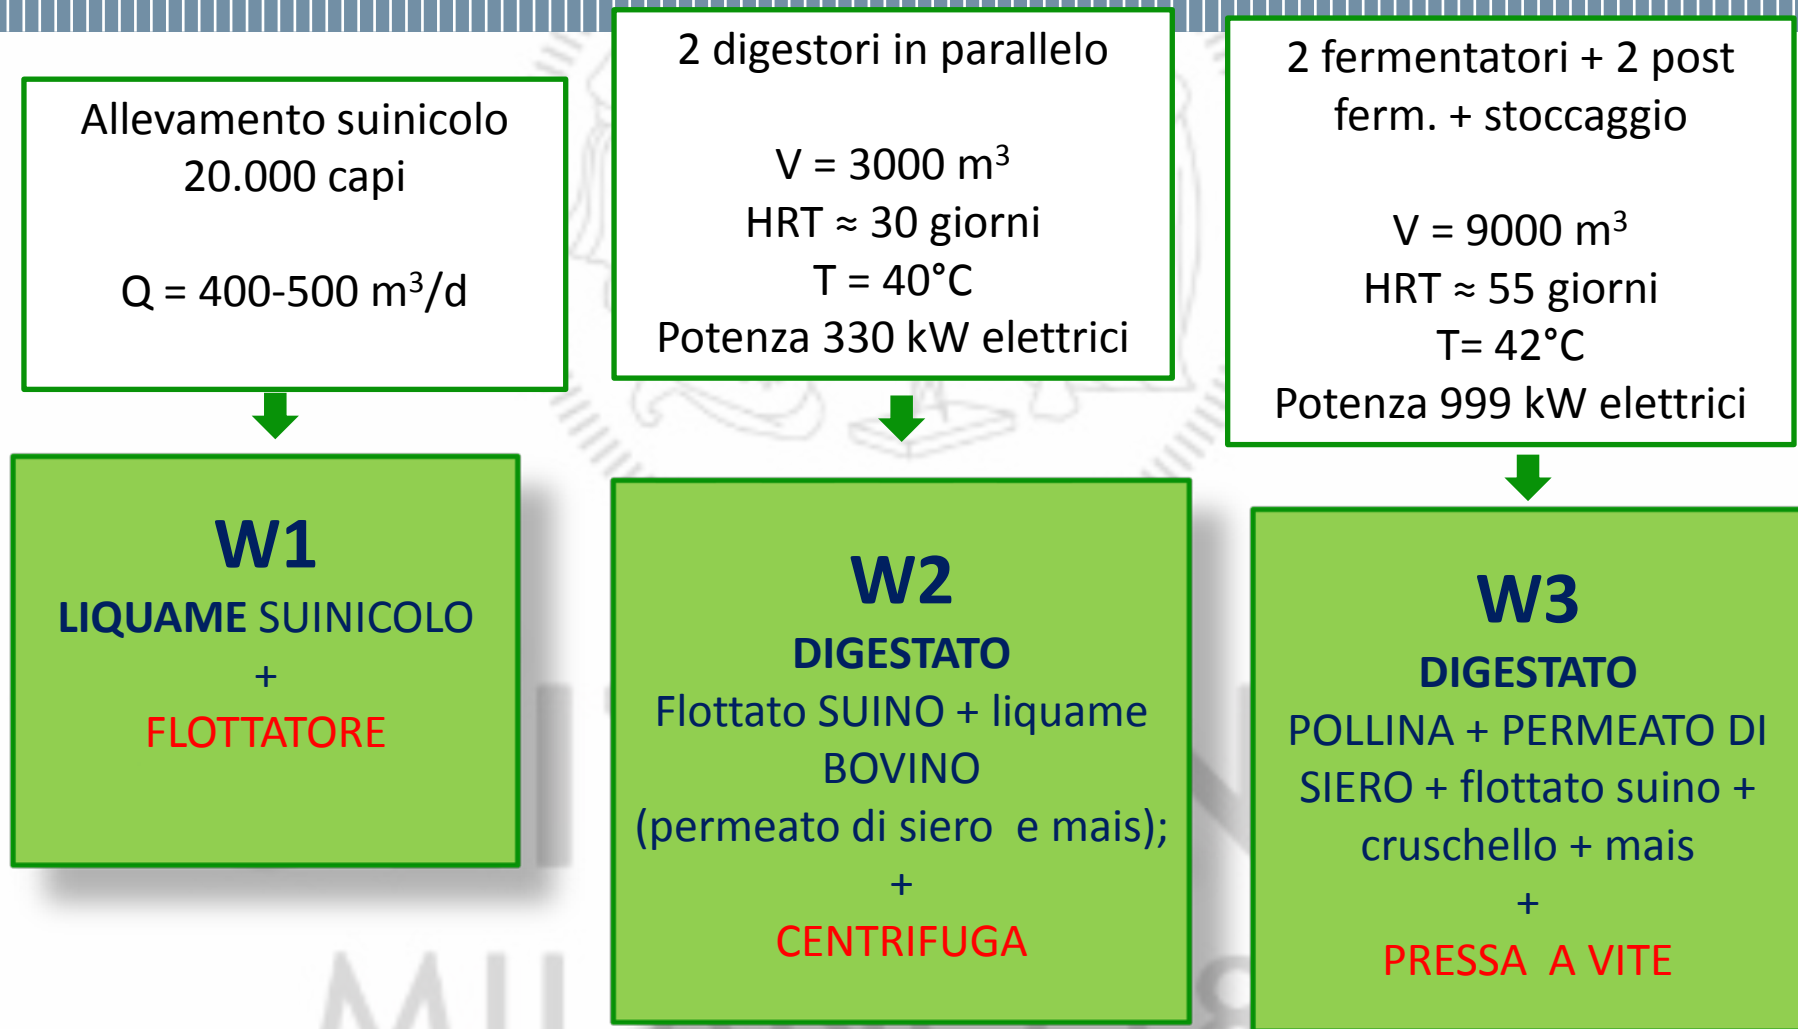 Allevamento suinicolo
20.000 capi
Q = 400-500 m³/d
2 digestori in parallelo
V = 3000 m³
HRT ≈ 30 giorni
T = 40°C
Potenza 330 kW elettrici
2 fermentatori + 2 post
ferm. + stoccaggio
V = 9000 m³
HRT ≈ 55 giorni
T= 42°C
Potenza 999 kW elettrici
W1
LIQUAME SUINICOLO
+
FLOTTATORE
W2
DIGESTATO
Flottato SUINO + liquame
BOVINO
(permeato di siero e mais);
+
CENTRIFUGA
W3
DIGESTATO
POLLINA + PERMEATO DI
SIERO + flottato suino +
cruschello + mais
+
PRESSA A VITE